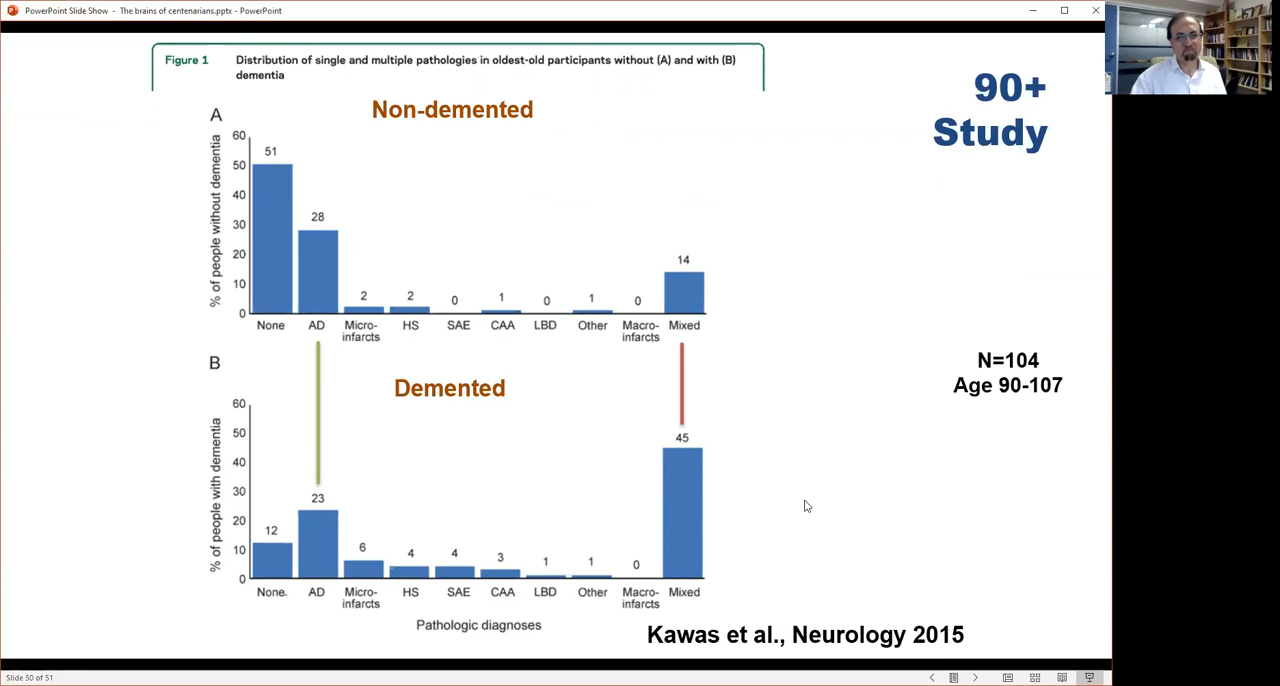 PowerPoint Slide Show - The brains of centenarians.pptx - PowerPoint
Figure 1 Distribution of single and multiple pathologies in oldest-old participants without (A) and with (B)
dementia
90+
Study
A
Non-demented
% of people without dementia
60
50
40
30
20
10
0
51
28
2
2
0
1
0
1
0
14
None AD Micro- HS SAE CAA LBD Other Macro- Mixed
infarcts infarcts
N=104
Age 90-107
B
Demented
% of people with dementia
60
50
40
30
20
10
0
12
23
6
4
4
3
1
1
0
45
None. AD Micro- HS SAE CAA LBD Other Macro- Mixed
infarcts infarcts
Pathologic diagnoses
Kawas et al., Neurology 2015
Slide 50 of 51